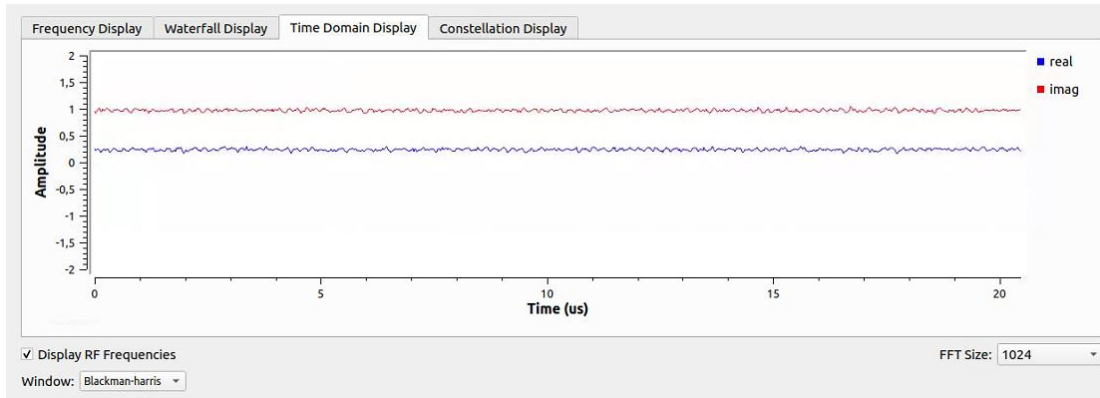 Frequency Display Waterfall Display Time Domain Display Constellation Display
real
imag
2
1,5
1
0,5
0
-0,5
-1
-1,5
-2
Amplitude
0 5 10 15 20
Time (us)
Display RF Frequencies
FFT Size: 1024
Window: Blackman-harris